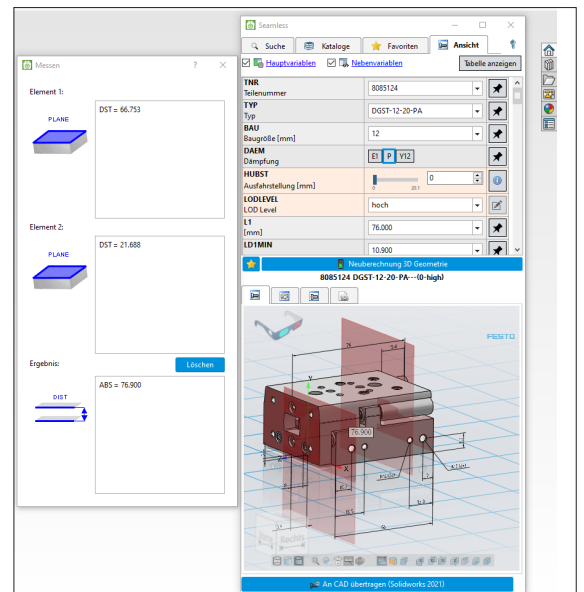 Seamless
Suche
Kataloge
Favoriten
Ansicht
Hauptvariablen
Nebenvariablen
Tabelle anzeigen
TNR
Teilenummer
8085124
TYP
Typ
DGST-12-20-PA
BAU
Baugröße [mm]
12
DAEM
Dämpfung
E1 P Y12
HUBST
Ausfahrstellung [mm]
0
0
20.1
LODLEVEL
LOD Level
hoch
L1
[mm]
76.000
LD1MIN
10.900
Neuberechnung 3D Geometrie
8085124 DGST-12-20-PA---(0-high)
FESTO
76
Y
76.900
X
Rechts
An CAD übertragen (Solidworks 2021)
Messen
Element 1:
PLANE
DST = 66.753
Element 2:
PLANE
DST = 21.688
Ergebnis:
Löschen
DIST
ABS = 76.900